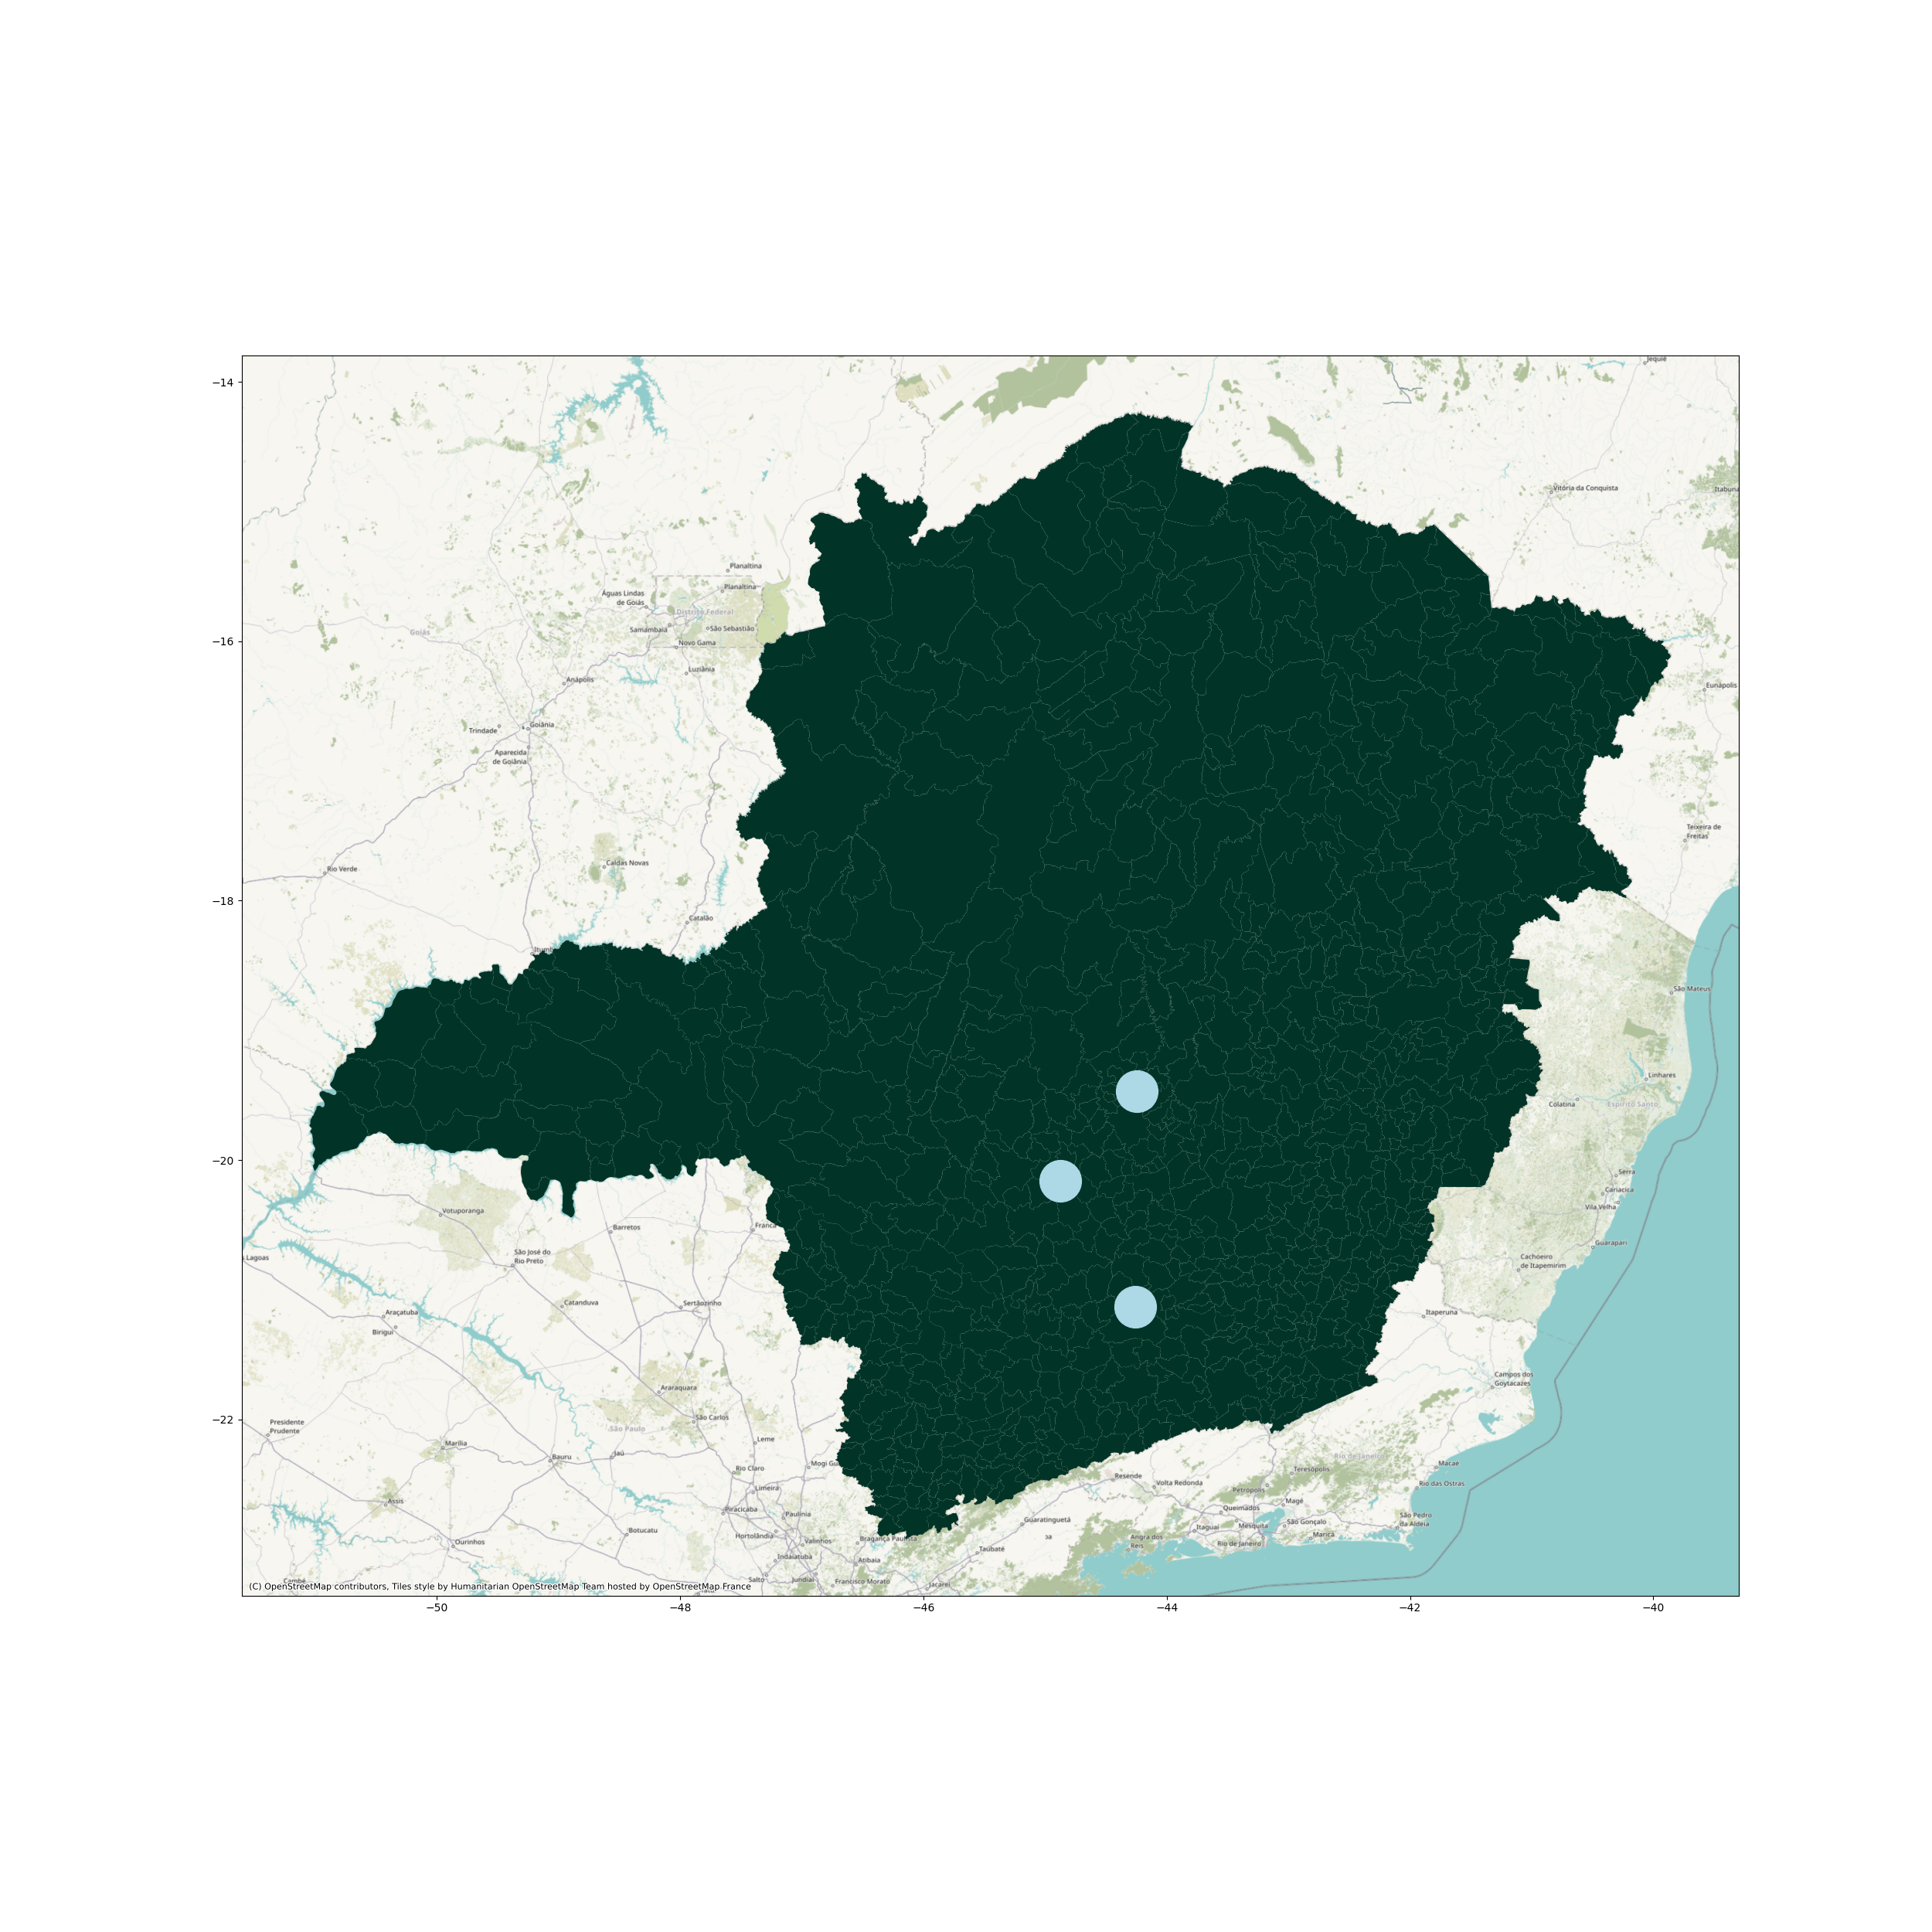 −14
−16
−18
−20
−22
−50
−48
−46
−44
−42
−40
Jequié
Vitória da Conquista
Itabuna
Planaltina
Planaltina
Águas Lindas
de Goiás
Distrito Federal
Samambaia
São Sebastião
Goiás
Novo Gama
Luziânia
Anápolis
Eunápolis
Trindade
Goiânia
Aparecida
de Goiânia
Teixeira de
Freitas
Caldas Novas
Rio Verde
Catalão
São Mateus
Linhares
Colatina
Espírito Santo
Serra
Cariacica
Vila Velha
Guarapari
Votuporanga
Barretos
Franca
Lagoas
São José do
Rio Preto
Cachoeiro
de Itapemirim
Catanduva
Sertãozinho
Araçatuba
Birigui
Itaperuna
Campos dos
Goytacazes
Araraquara
São Carlos
São Paulo
Presidente
Prudente
Marília
Bauru
Jaú
Leme
Rio Claro
Mogi Gu
Limeira
Piracicaba
Paulínia
Assis
Botucatu
Hortolândia
Valinhos
Bragança Paulista
Ourinhos
Indaiatuba
Atibaia
Salto
Jundiaí
Francisco Morato
Jacareí
Taubaté
Guaratinguetá
Resende
Volta Redonda
Angra dos
Reis
Itaguaí
Rio de Janeiro
Teresópolis
Petrópolis
Queimados
Magé
Mesquita
São Gonçalo
Maricá
Rio de Janeiro
Macaé
Rio das Ostras
São Pedro
da Aldeia
Cambé
(C) OpenStreetMap contributors, Tiles style by Humanitarian OpenStreetMap Team hosted by OpenStreetMap France